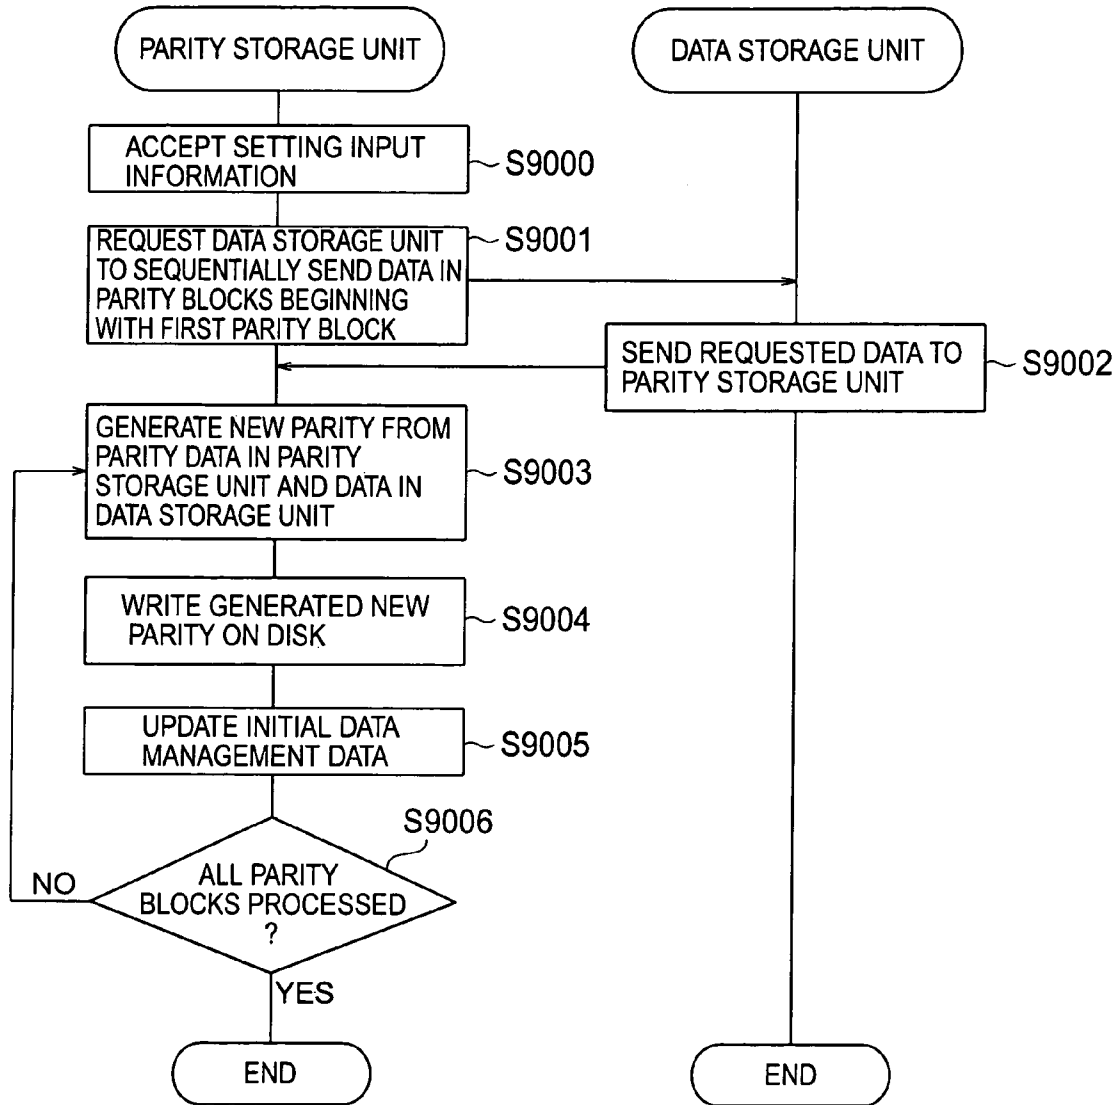 PARITY STORAGE UNIT
DATA STORAGE UNIT
ACCEPT SETTING INPUT
INFORMATION
S9000
REQUEST DATA STORAGE UNIT
TO SEQUENTIALLY SEND DATA IN
PARITY BLOCKS BEGINNING
WITH FIRST PARITY BLOCK
S9001
SEND REQUESTED DATA TO
PARITY STORAGE UNIT
S9002
GENERATE NEW PARITY FROM
PARITY DATA IN PARITY
STORAGE UNIT AND DATA IN
DATA STORAGE UNIT
S9003
WRITE GENERATED NEW
PARITY ON DISK
S9004
UPDATE INITIAL DATA
MANAGEMENT DATA
S9005
S9006
ALL PARITY
BLOCKS PROCESSED
?
NO
YES
END
END